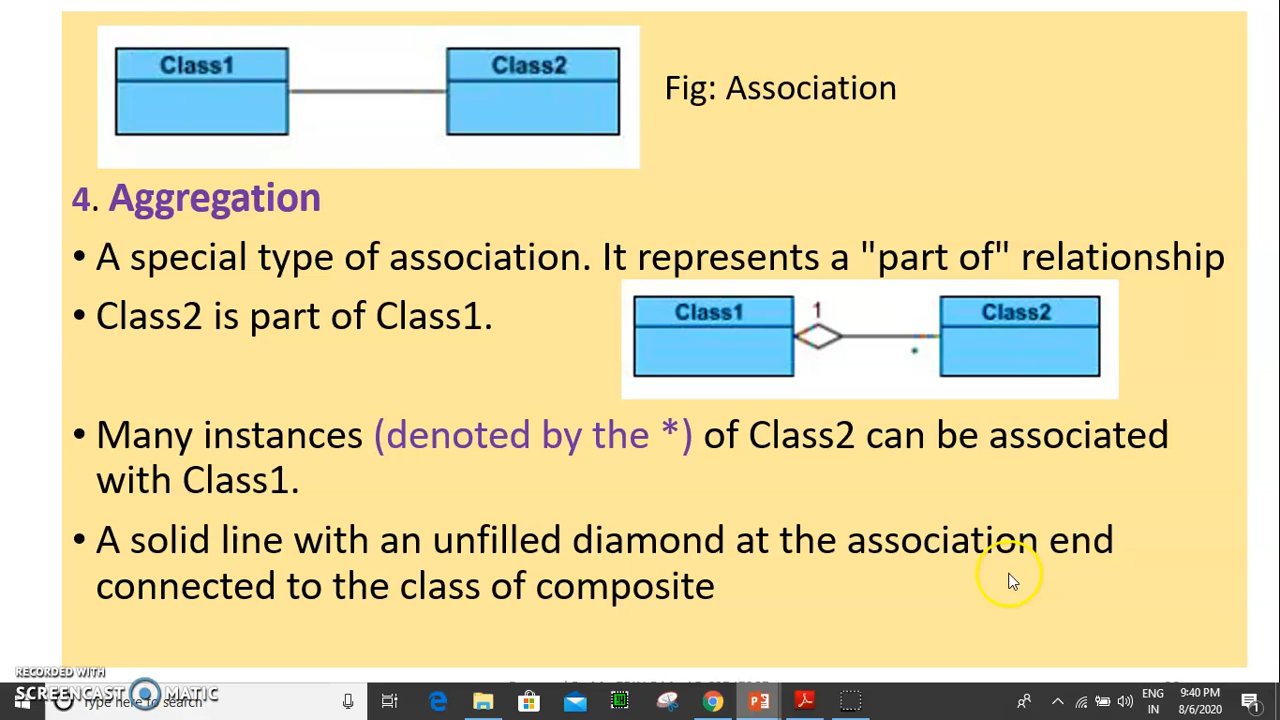 Class1
Class2
Fig: Association
4. Aggregation
• A special type of association. It represents a "part of" relationship
• Class2 is part of Class1.
Class1
1
Class2
*
• Many instances (denoted by the *) of Class2 can be associated
with Class1.
• A solid line with an unfilled diamond at the association end
connected to the class of composite
RECORDED WITH
SCREENCAST MATIC
Type here to search
ENG
IN
9:40 PM
8/6/2020
1